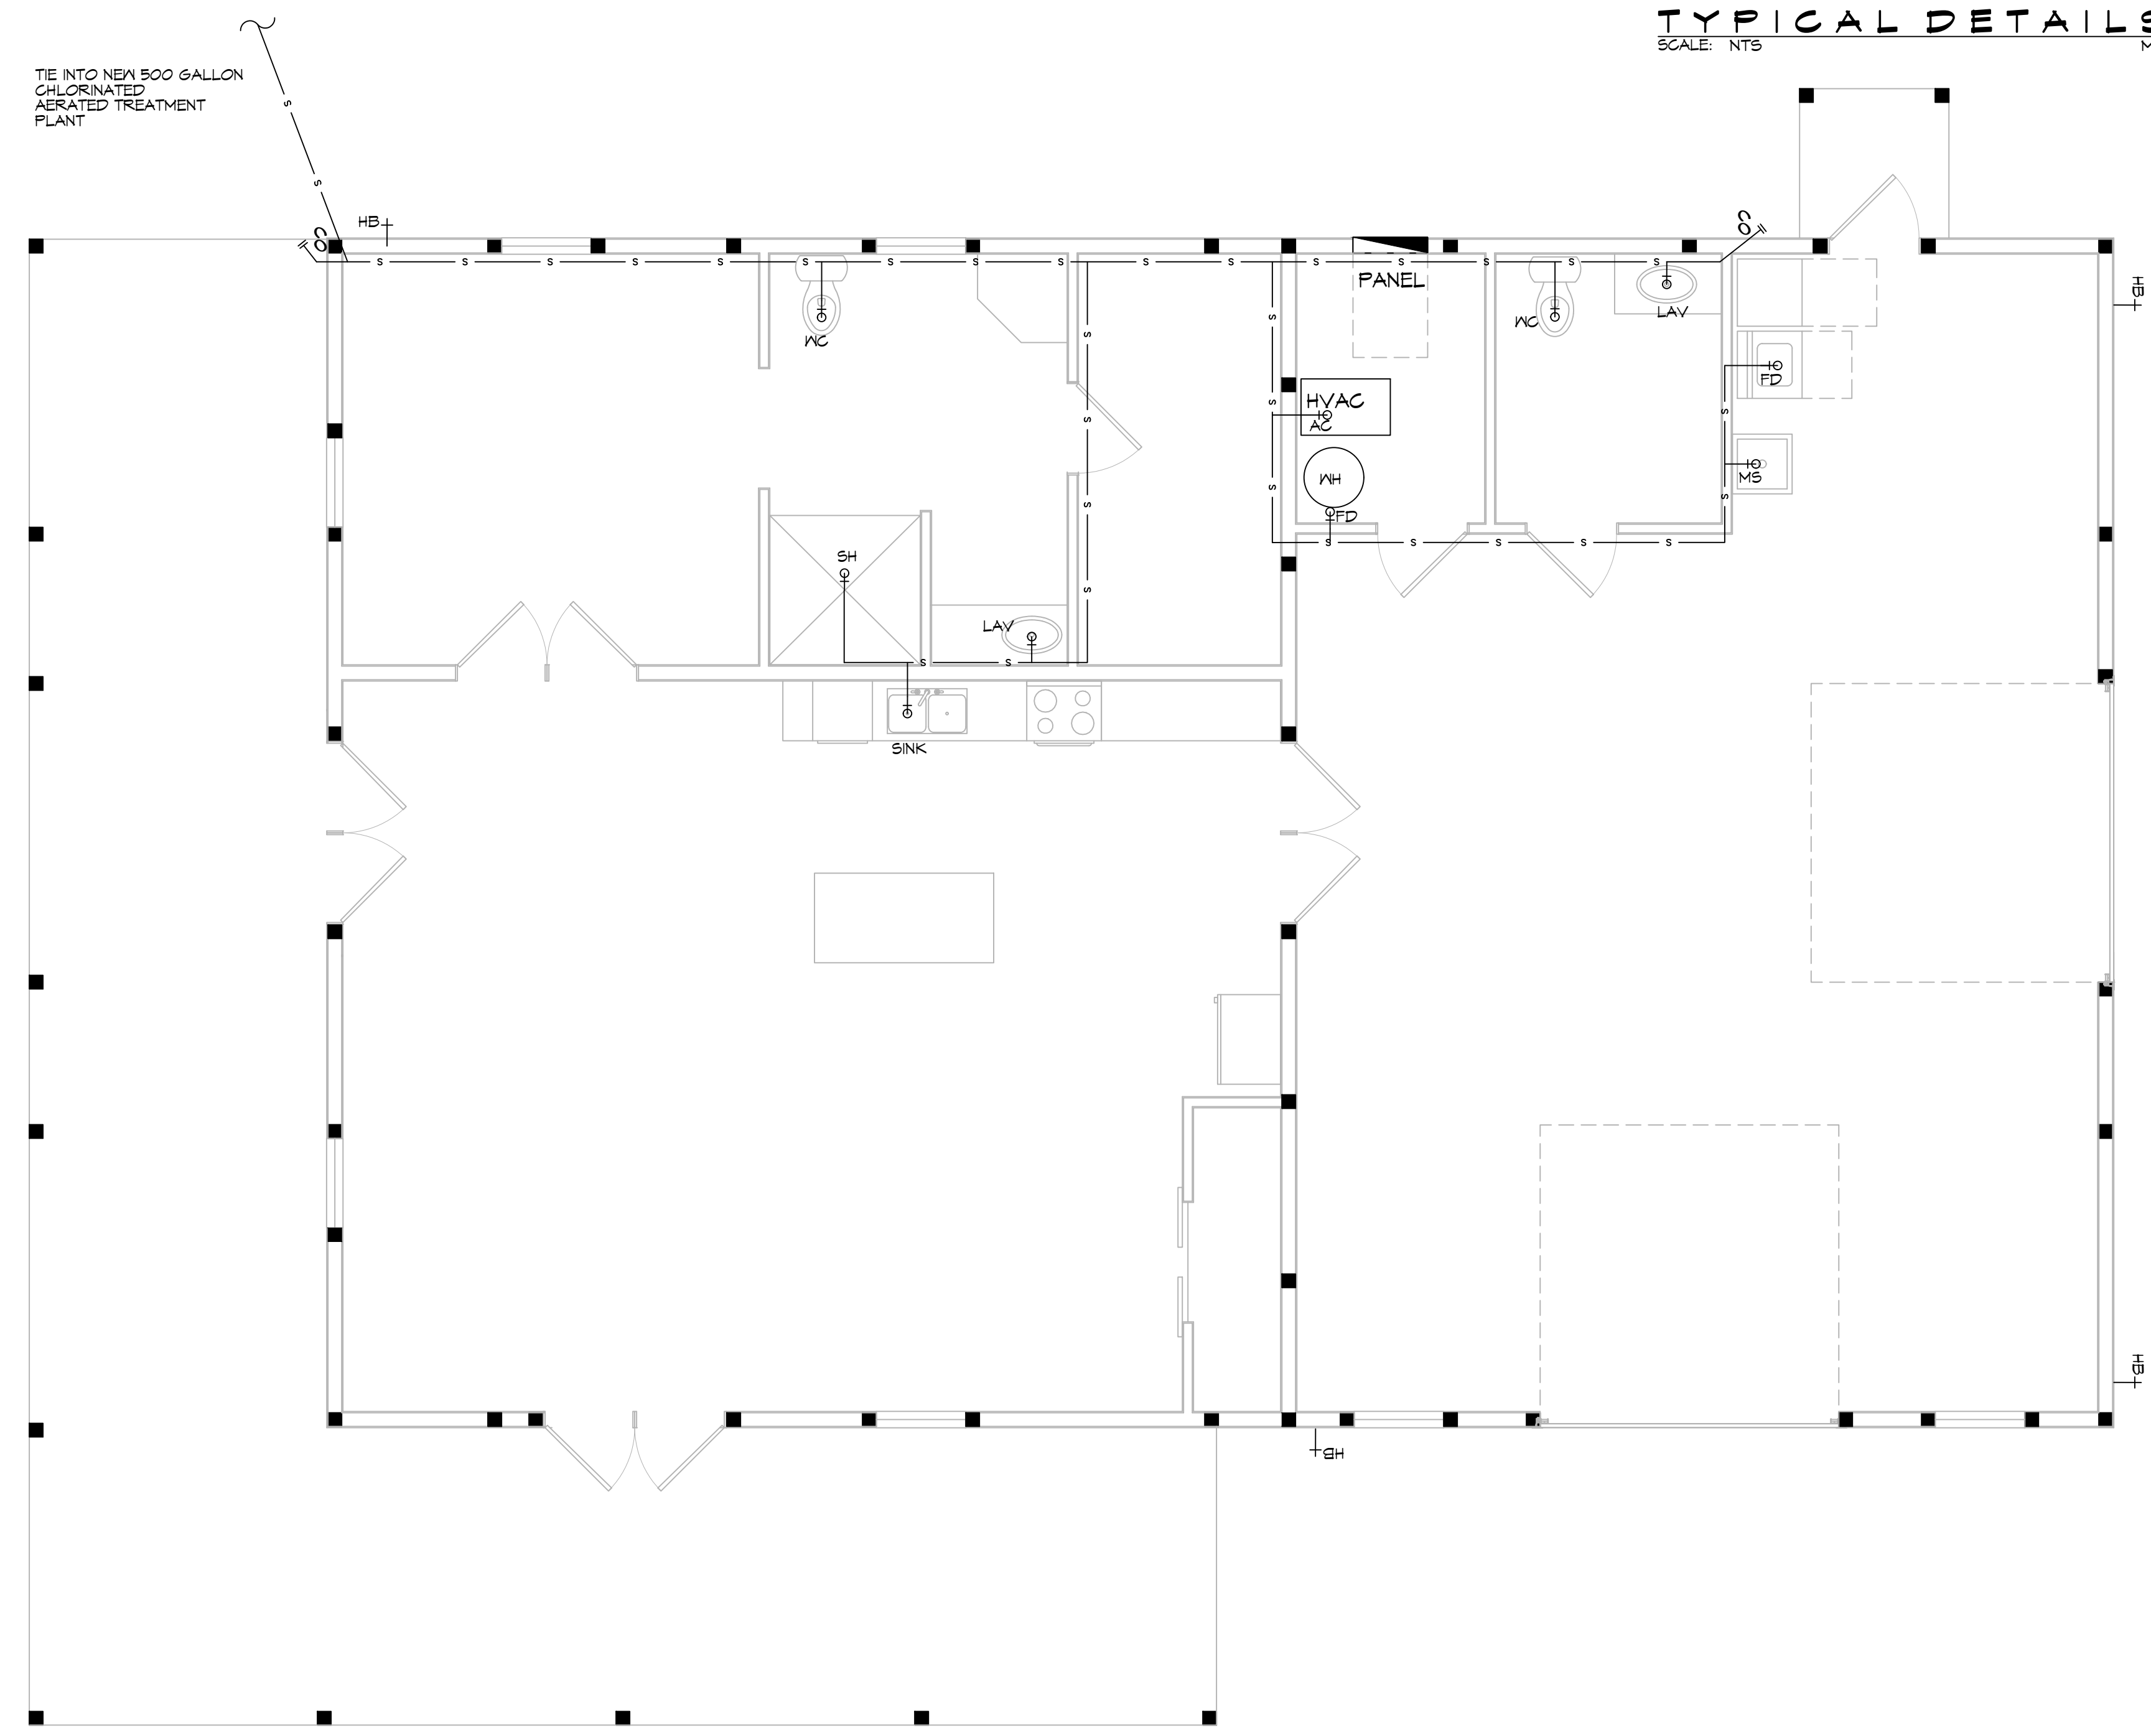 TYPICAL DETAILS
SCALE: NTS
M
TIE INTO NEW 500 GALLON
CHLORINATED
AERATED TREATMENT
PLANT
S
S
HB
CO
CO
S S S S S S S S S S S S S S S S
PANEL
HB
WC
WC
LAV
S
S
S
S
S
S
S
FD
HVAC
AC
S
S
MS
WH
FD
S S S S S
SH
LAV
S S
SINK
HB
HB